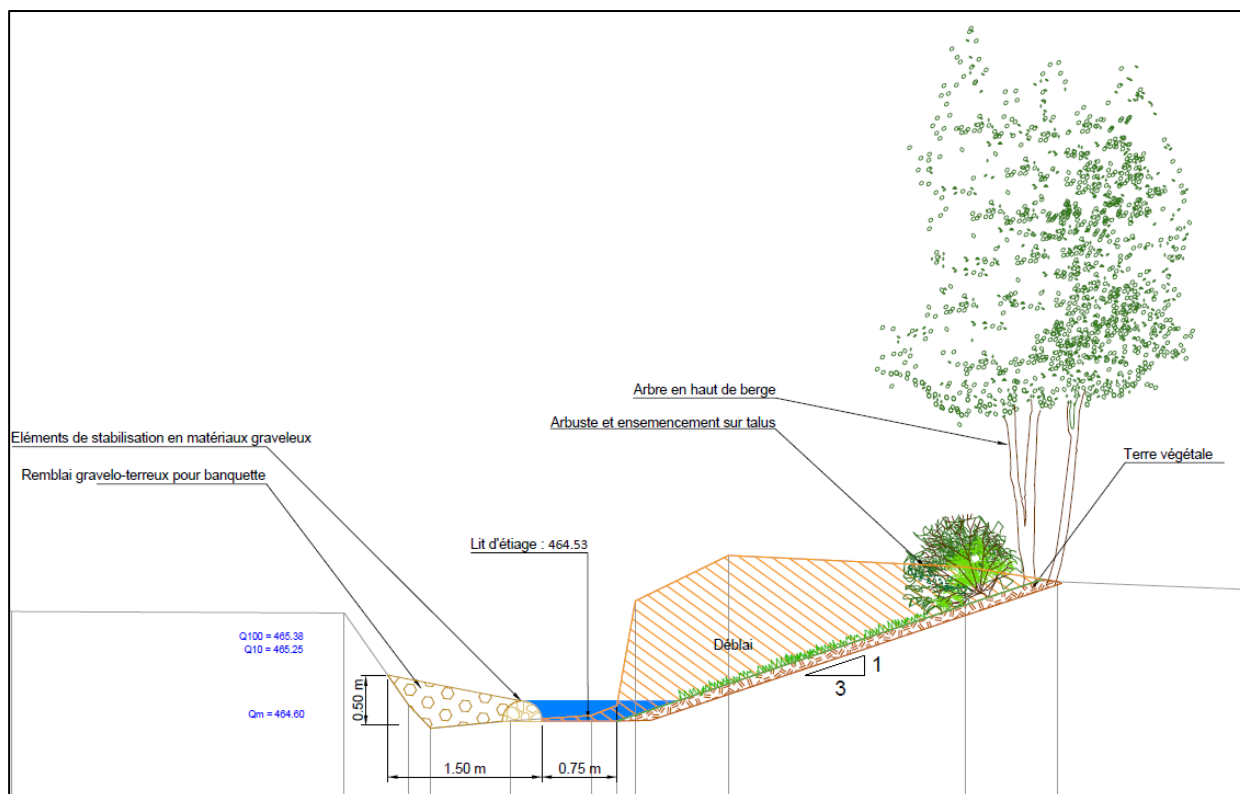 Arbre en haut de berge
Arbuste et ensemencement sur talus
Eléments de stabilisation en matériaux graveleux
Terre végétale
Remblai gravelo-terreux pour banquette
Lit d'étiage : 464.53
Q100 = 465.38
Q10 = 465.25
Déblai
1
3
0.50 m
Qm = 464.60
1.50 m
0.75 m